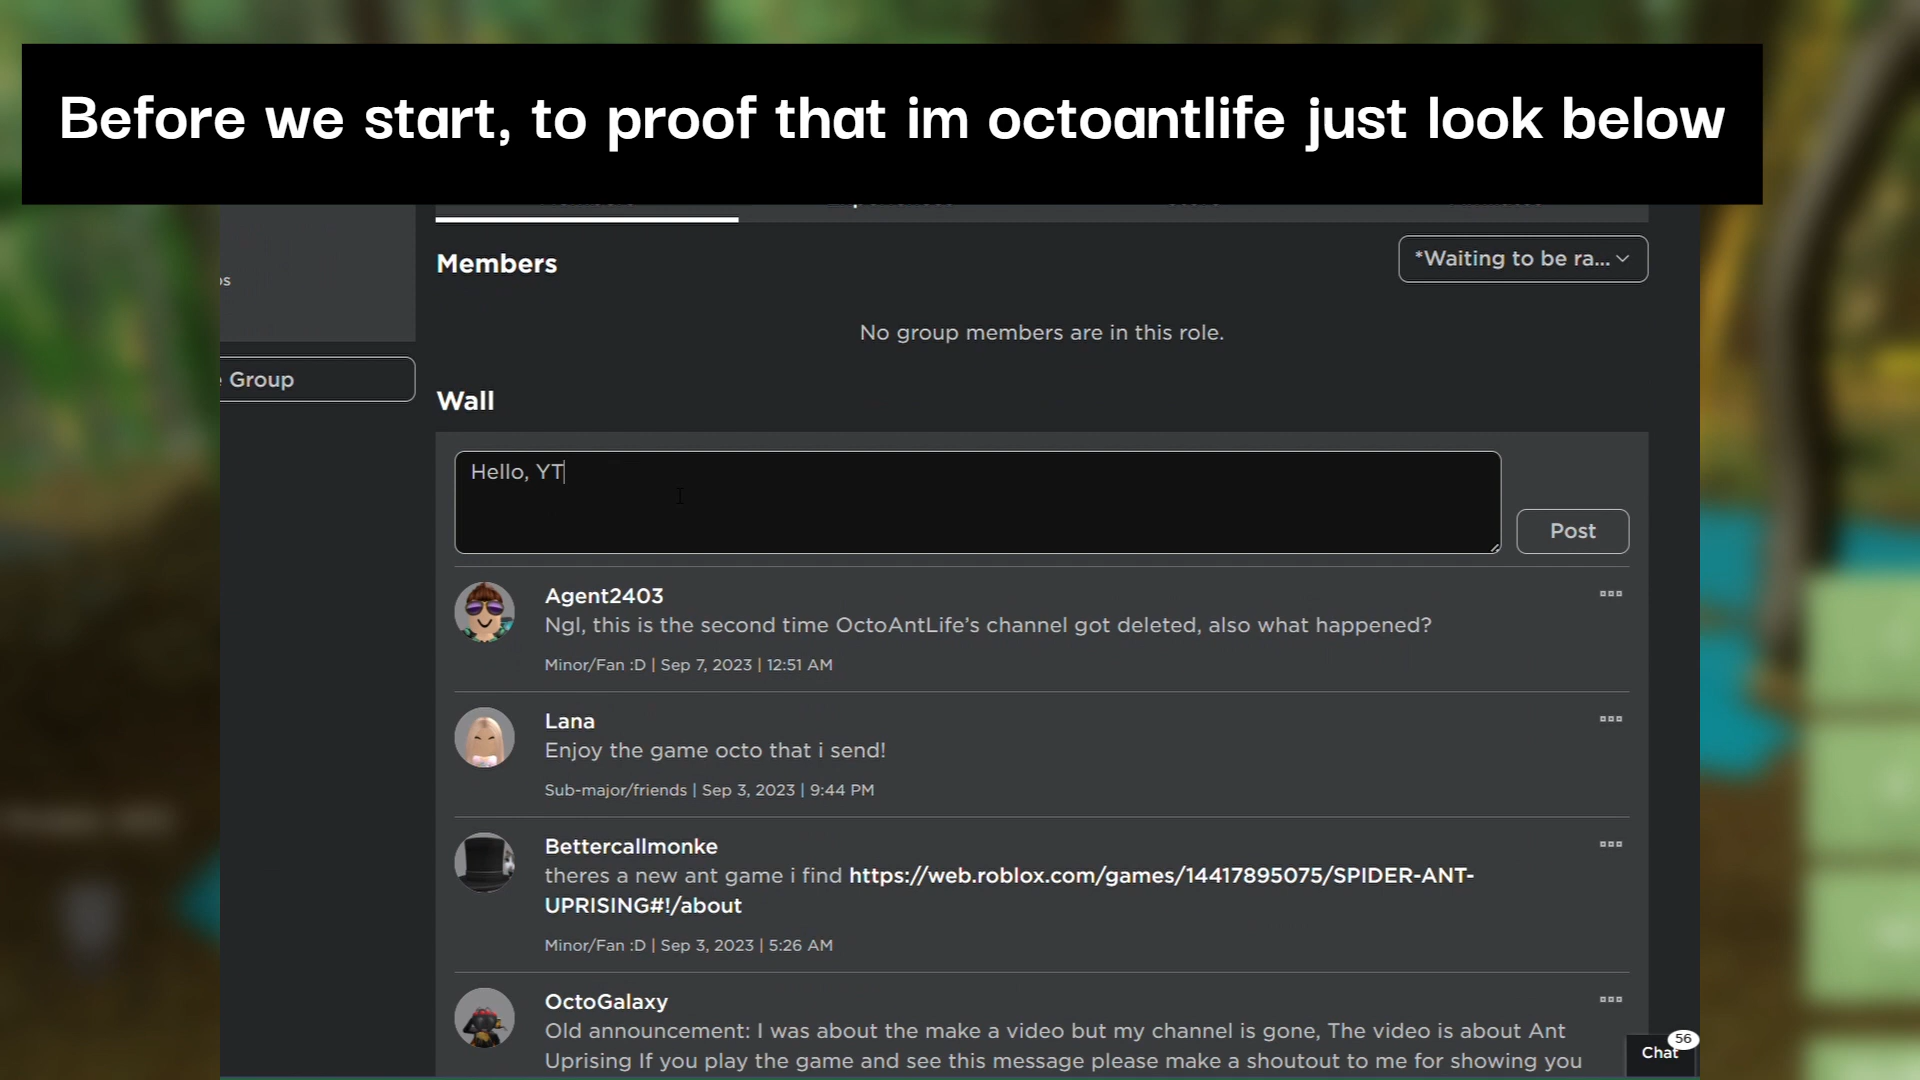 Before we start, to proof that im octoantlife just look below
Members
*Waiting to be ra...
No group members are in this role.
Group
Wall
Hello, YT
Post
Agent2403
Ngl, this is the second time OctoAntLife's channel got deleted, also what happened?
Minor/Fan :D | Sep 7, 2023 | 12:51 AM
Lana
Enjoy the game octo that i send!
Sub-major/friends | Sep 3, 2023 | 9:44 PM
Bettercallmonke
theres a new ant game i find https://web.roblox.com/games/14417895075/SPIDER-ANT-
UPRISING#!/about
Minor/Fan :D | Sep 3, 2023 | 5:26 AM
OctoGalaxy
Old announcement: I was about the make a video but my channel is gone, The video is about Ant
Uprising If you play the game and see this message please make a shoutout to me for showing you
Chat
56